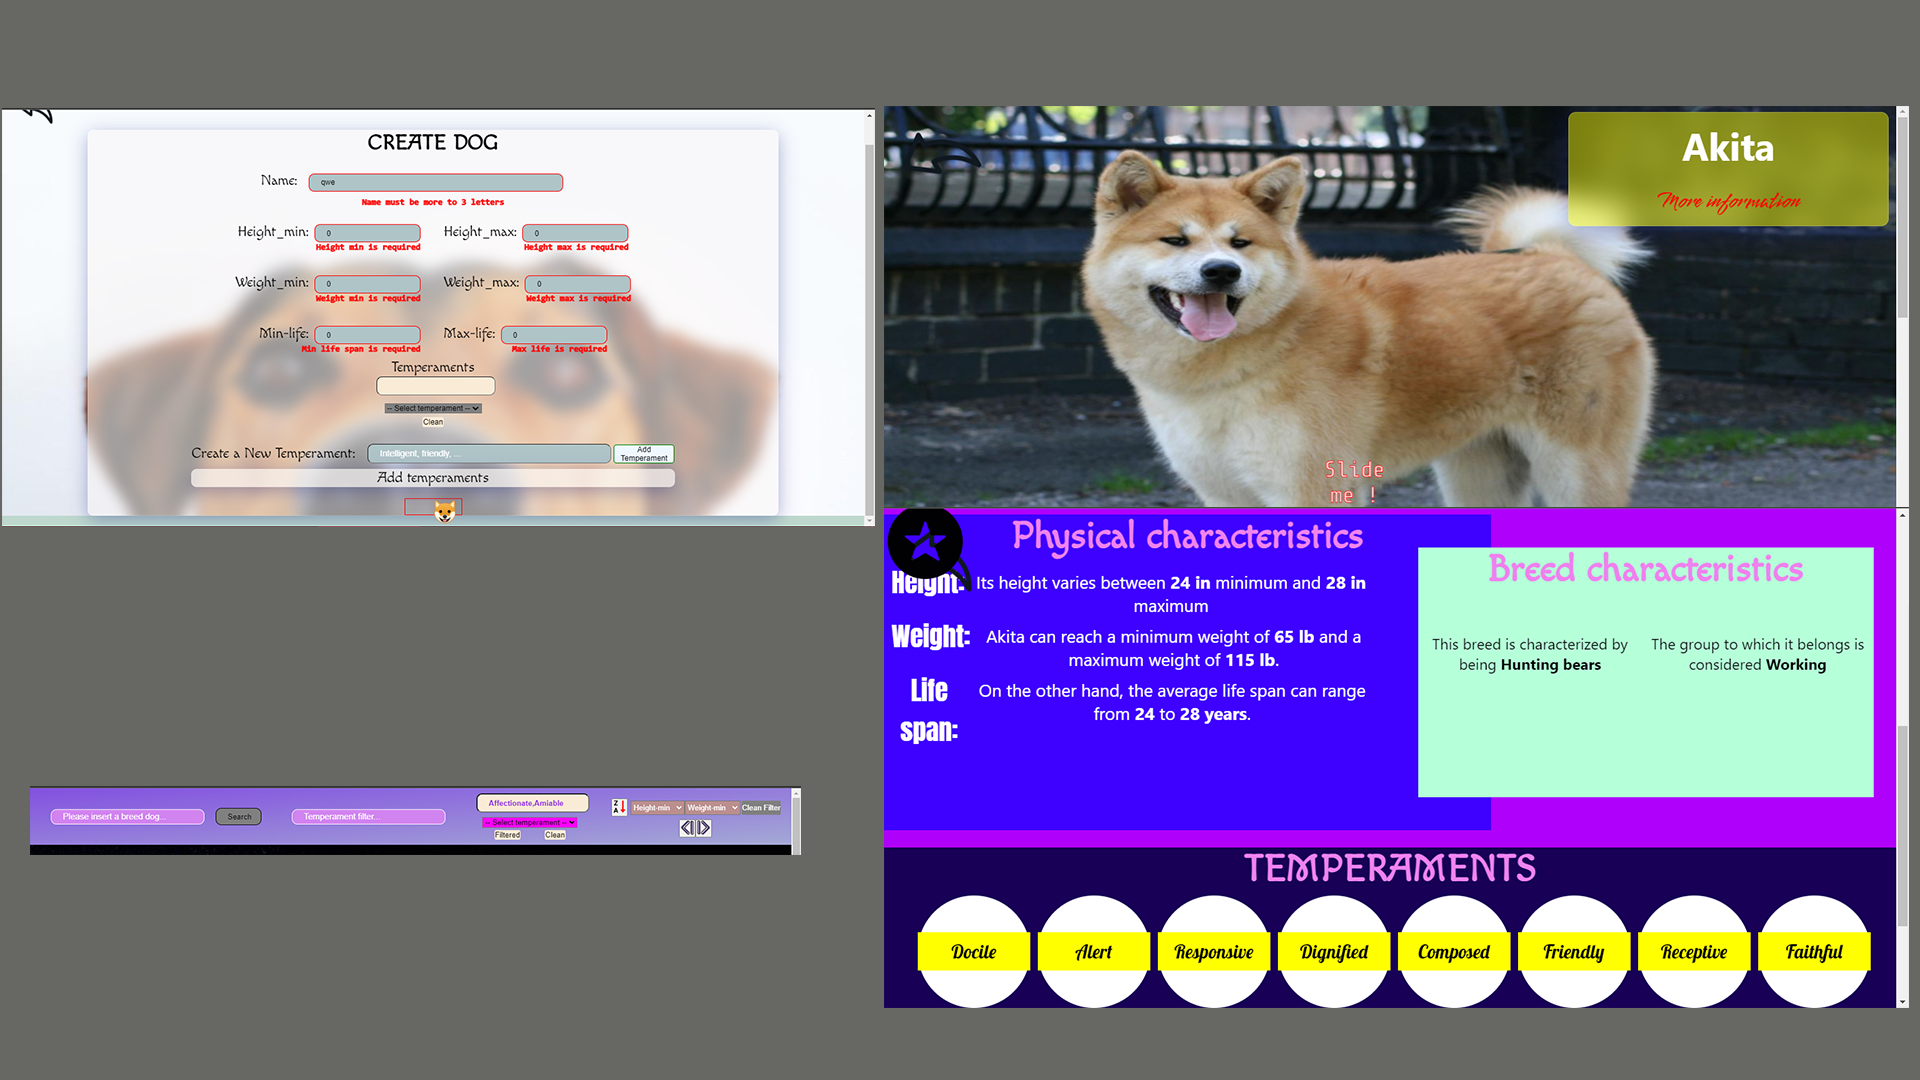 CREATE DOG
Name: qwe
Name must be more to 3 letters
Height_min: 0 Height_max: 0
Height min is required Height max is required
Weight_min: 0 Weight_max: 0
Weight min is required Weight max is required
Min-life: 0 Max-life: 0
Min life span is required Max life is required
Temperaments
-- Select temperament --
Clean
Create a New Temperament: Intelligent, friendly, ... Add
Temperament
Add temperaments
Please insert a breed dog... Search Temperament filter...
Affectionate,Amiable
-- Select temperament --
Filtered Clean
Z
A
Height-min Weight-min Clean Filter
Akita
More information
Slide
me !
Physical characteristics
Height: Its height varies between 24 in minimum and 28 in
maximum
Weight: Akita can reach a minimum weight of 65 lb and a
maximum weight of 115 lb.
Life
span:
On the other hand, the average life span can range
from 24 to 28 years.
Breed characteristics
This breed is characterized by
being Hunting bears
The group to which it belongs is
considered Working
TEMPERAMENTS
Docile Alert Responsive Dignified Composed Friendly Receptive Faithful